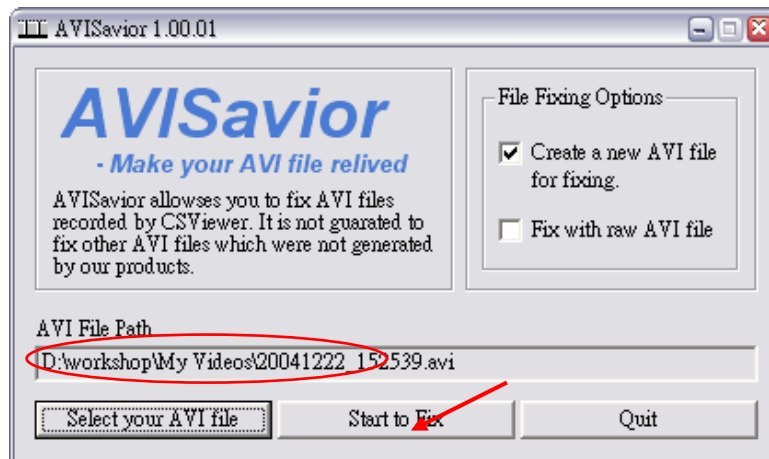 AVISavior 1.00.01
AVISavior
- Make your AVI file relived
AVISavior allowses you to
fix AVI files
recorded by CSViewer. It is not guarated to
fix other AVI files which were not generated
by our products.
File Fixing Options
Create a new AVI file
for fixing.
Fix with raw AVI file
AVI File Path
D:\workshop\My Videos\20041222_152539.avi
Select your AVI file
Start to Fix
Quit